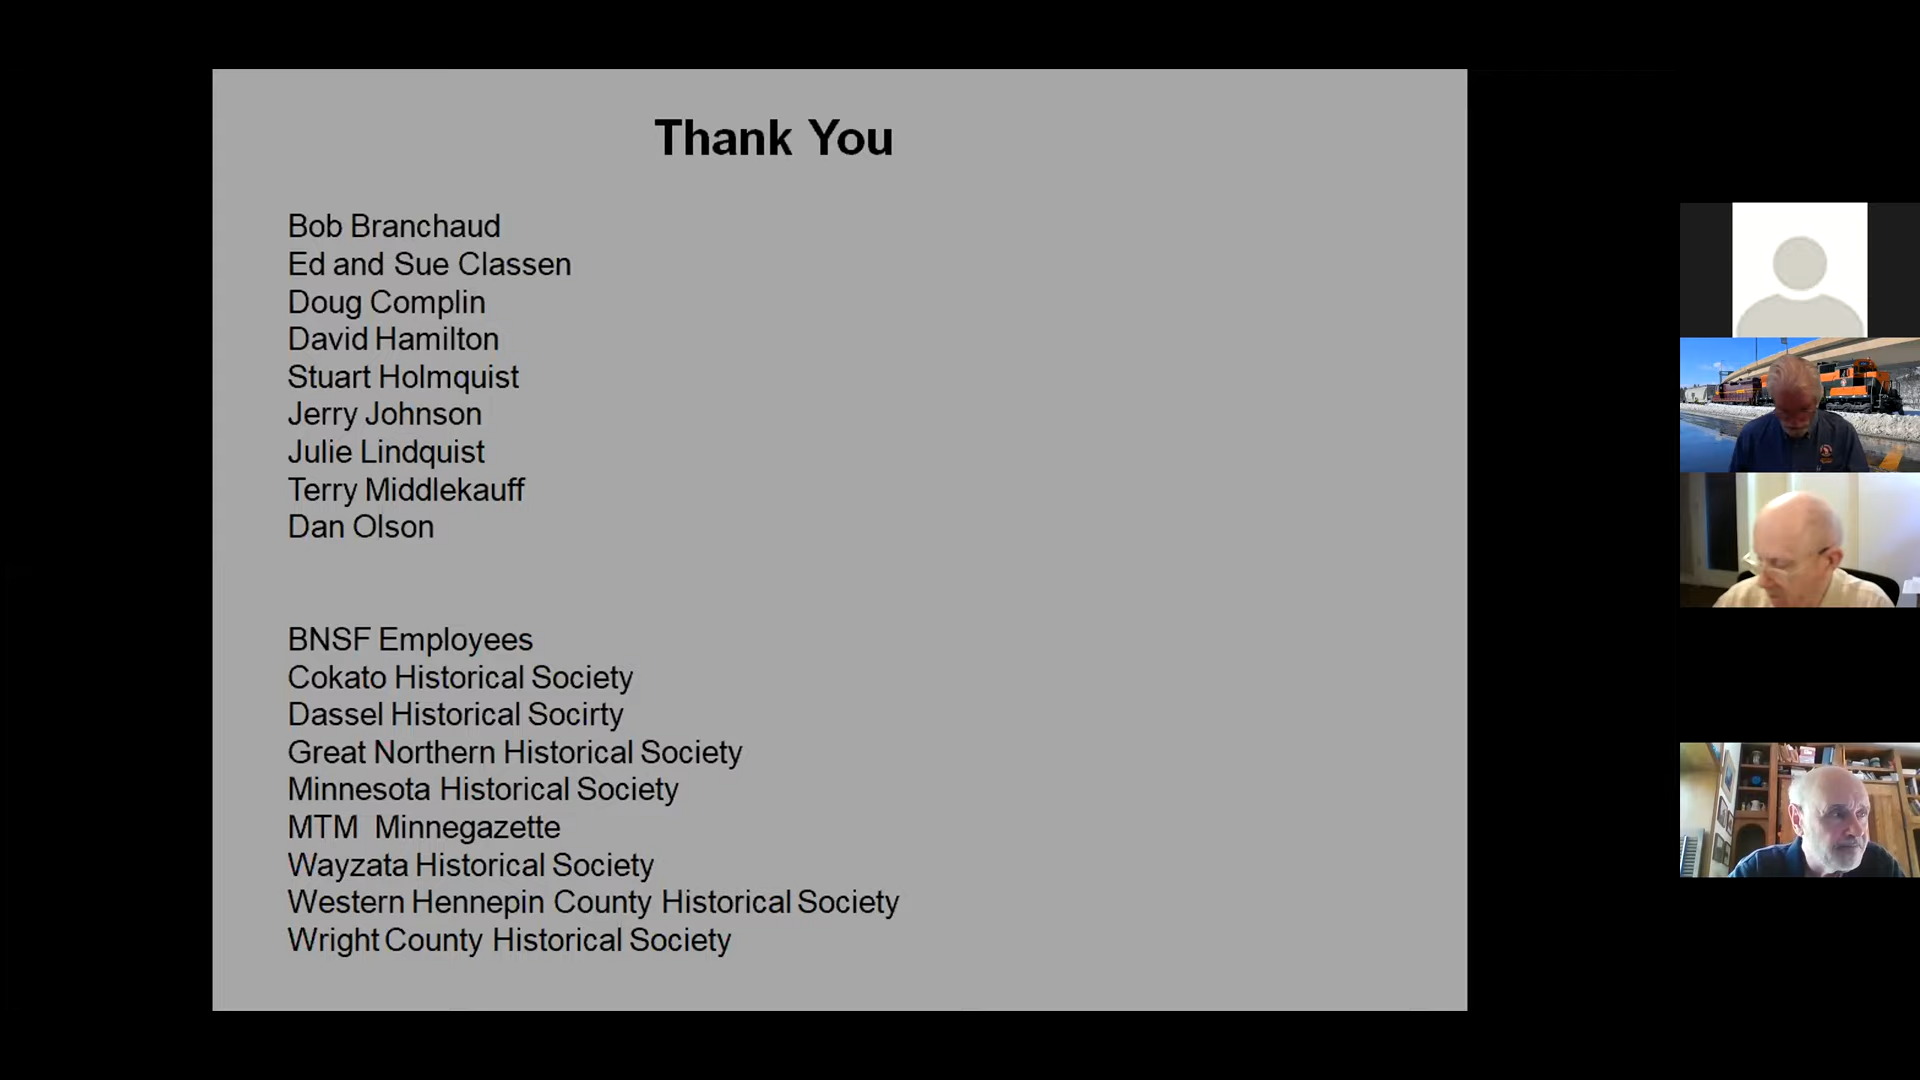 Thank You
Bob Branchaud
Ed and Sue Classen
Doug Complin
David Hamilton
Stuart Holmquist
Jerry Johnson
Julie Lindquist
Terry Middlekauff
Dan Olson
BNSF Employees
Cokato Historical Society
Dassel Historical Socirty
Great Northern Historical Society
Minnesota Historical Society
MTM  Minnegazette
Wayzata Historical Society
Western Hennepin County Historical Society
Wright County Historical Society